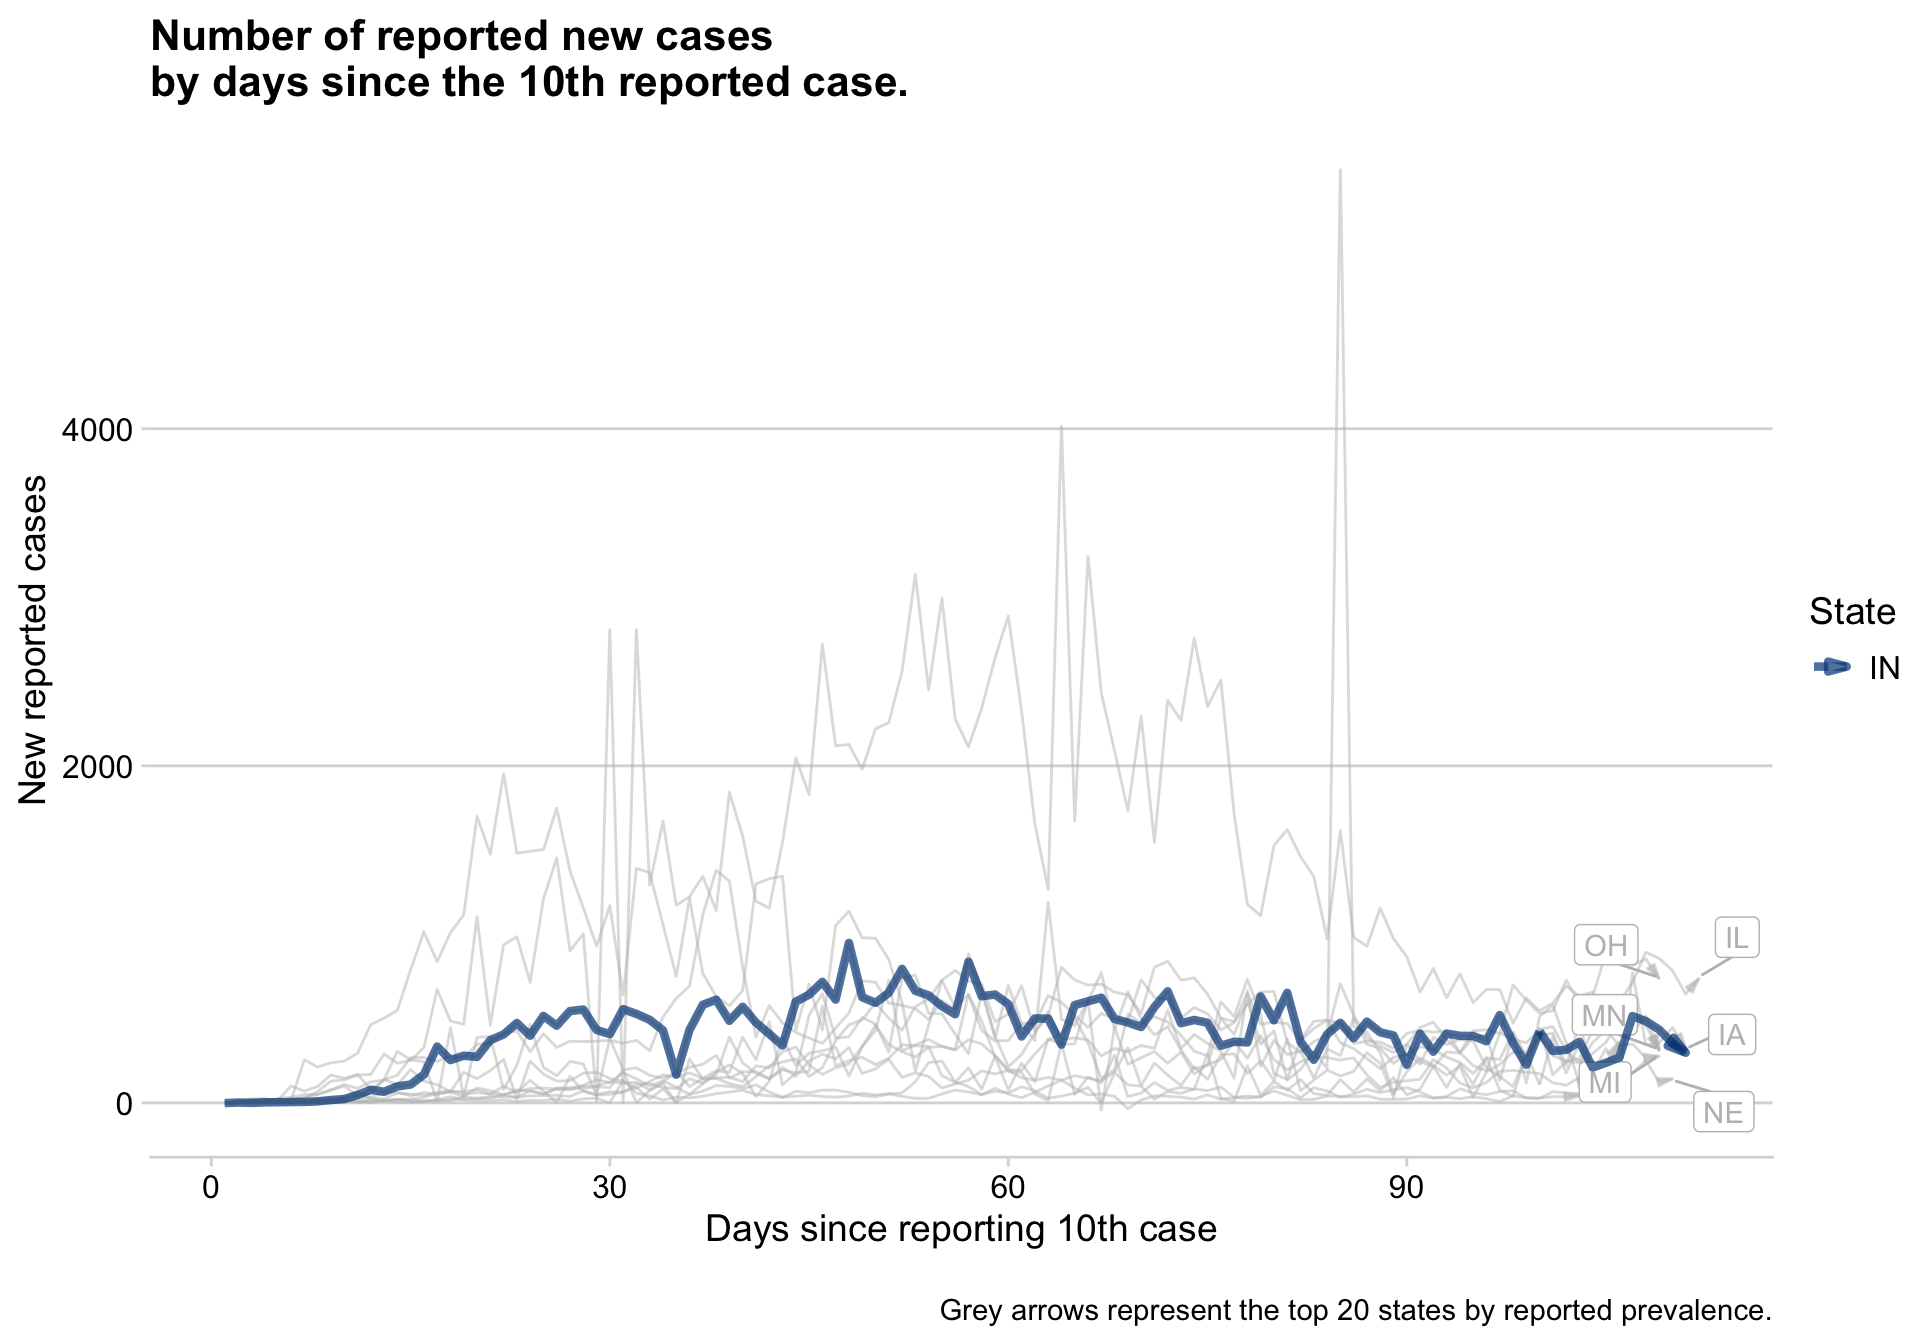 Number of reported new cases
by days since the 10th reported case.
New reported cases
4000
2000
0
OH
IL
MN
IA
MI
NE
State
IN
0
30
60
90
Days since reporting 10th case
Grey arrows represent the top 20 states by reported prevalence.